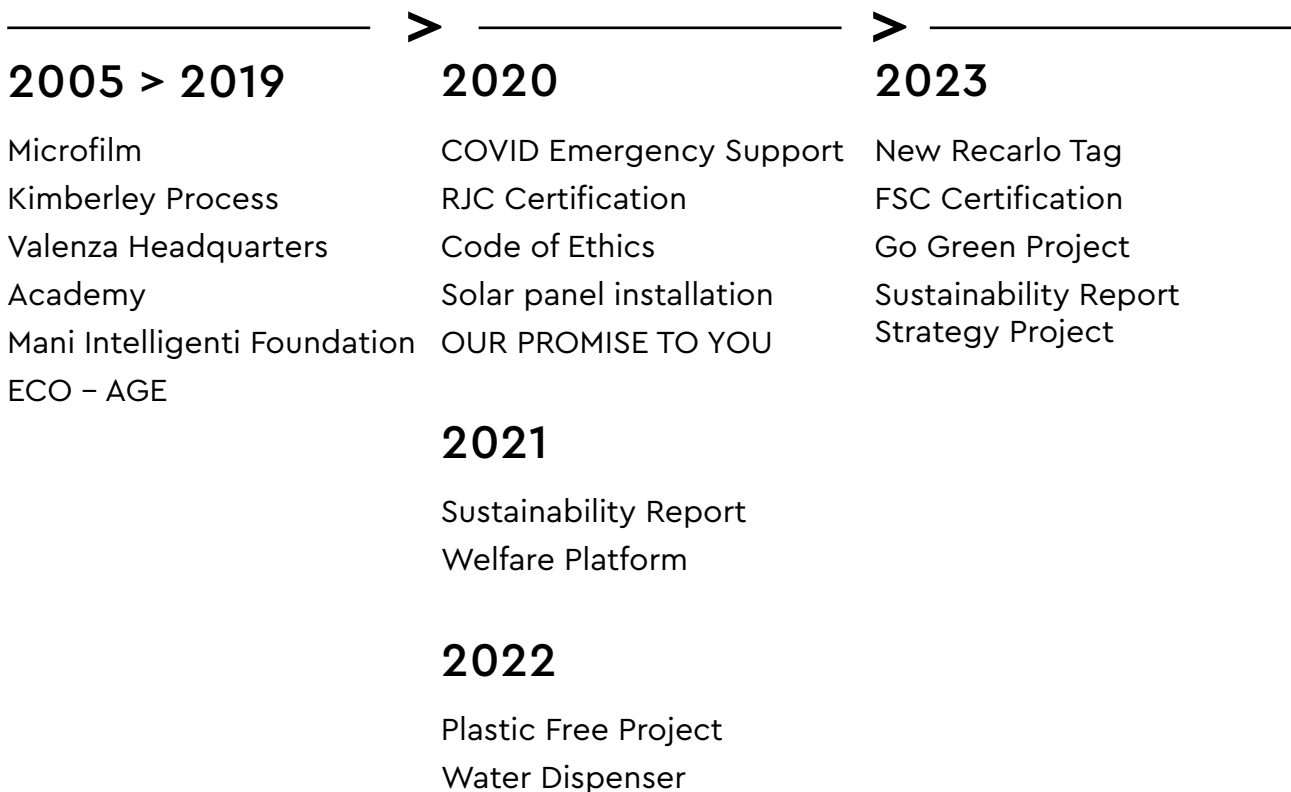 >
>
2005 > 2019
Microfilm
Kimberley Process
Valenza Headquarters
Academy
Mani Intelligenti Foundation
ECO – AGE
2020
COVID Emergency Support
RJC Certification
Code of Ethics
Solar panel installation
OUR PROMISE TO YOU
2021
Sustainability Report
Welfare Platform
2022
Plastic Free Project
Water Dispenser
2023
New Recarlo Tag
FSC Certification
Go Green Project
Sustainability Report
Strategy Project